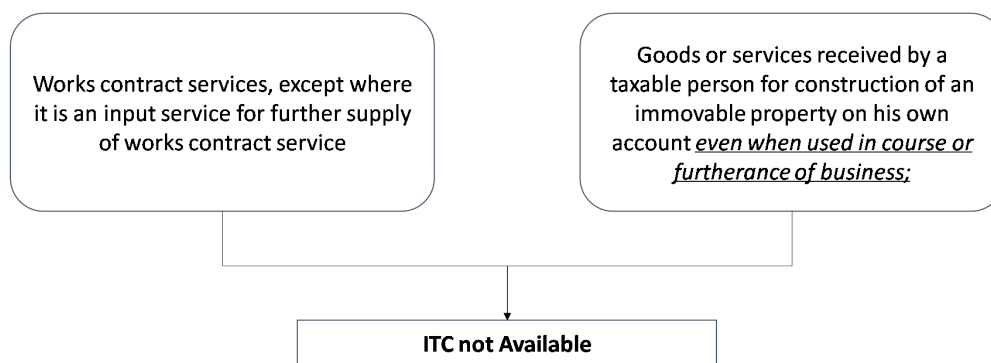 Works contract services, except where
it is an input service for further supply
of works contract service
Goods or services received by a
taxable person for construction of an
immovable property on his own
account even when used in course or
furtherance of business;
ITC not Available